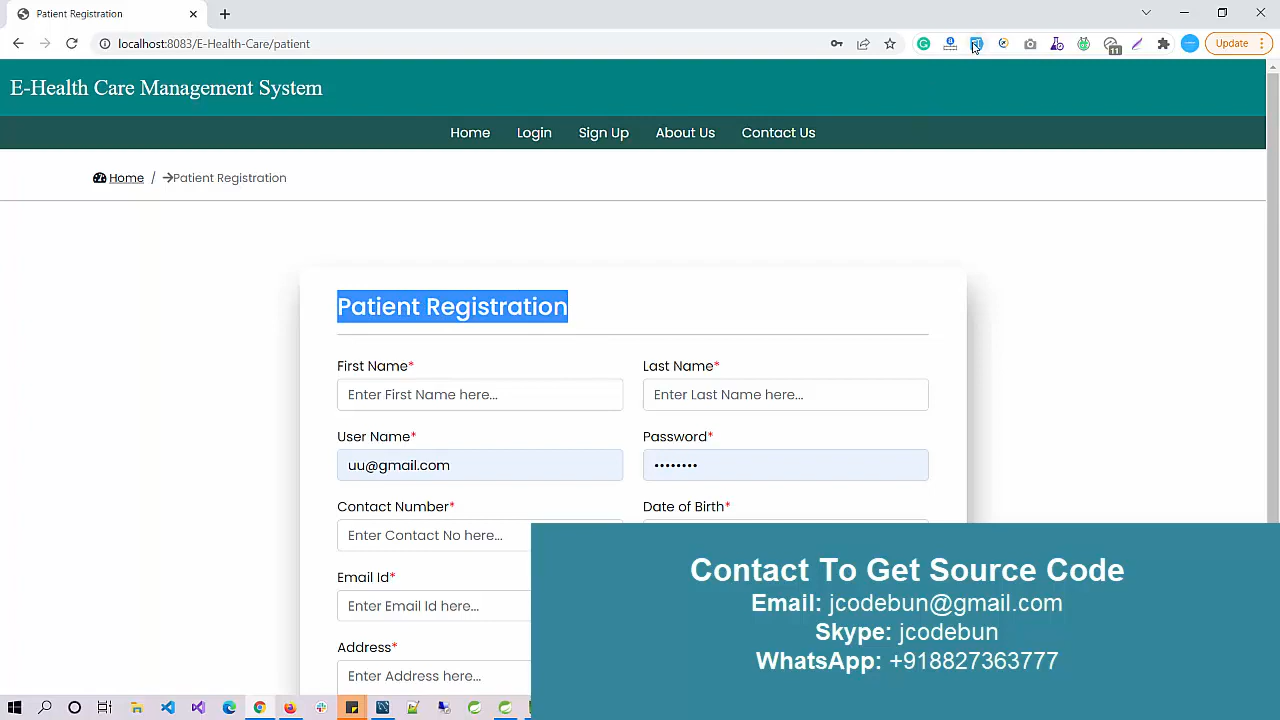 Patient Registration
localhost:8083/E-Health-Care/patient
11
Update
E-Health Care Management System
Home Login Sign Up About Us Contact Us
Home / Patient Registration
Patient Registration
First Name* Last Name*
Enter First Name here... Enter Last Name here...
User Name* Password*
uu@gmail.com ••••••••
Contact Number* Date of Birth*
Enter Contact No here...
Email Id*
Enter Email Id here...
Address*
Enter Address here...
Contact To Get Source Code
Email: jcodebun@gmail.com
Skype: jcodebun
WhatsApp: +918827363777